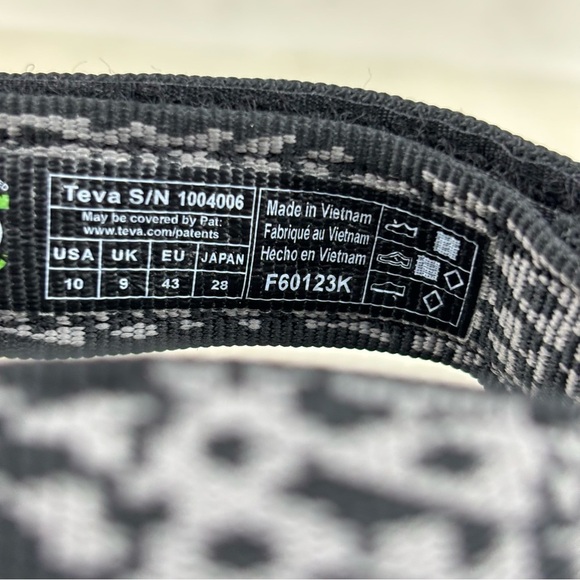 Teva S/N 1004006
May be covered by Pat:
www.teva.com/patents
USA UK EU JAPAN
10 9 43 28
Made in Vietnam
Fabriqué au Vietnam
Hecho en Vietnam
F60123K